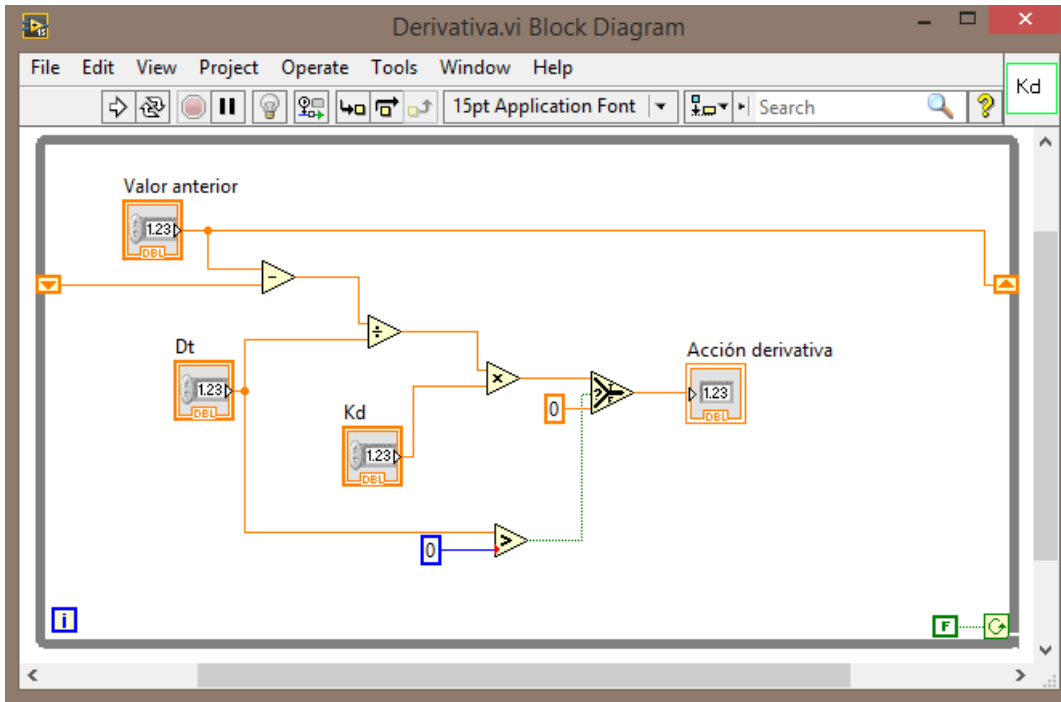 Derivativa.vi Block Diagram
File Edit View Project Operate Tools Window Help
Kd
15pt Application Font
Search
Valor anterior
1.23
DBL
Dt
1.23
DBL
Kd
1.23
DBL
0
Acción derivativa
1.23
DBL
0
i
F